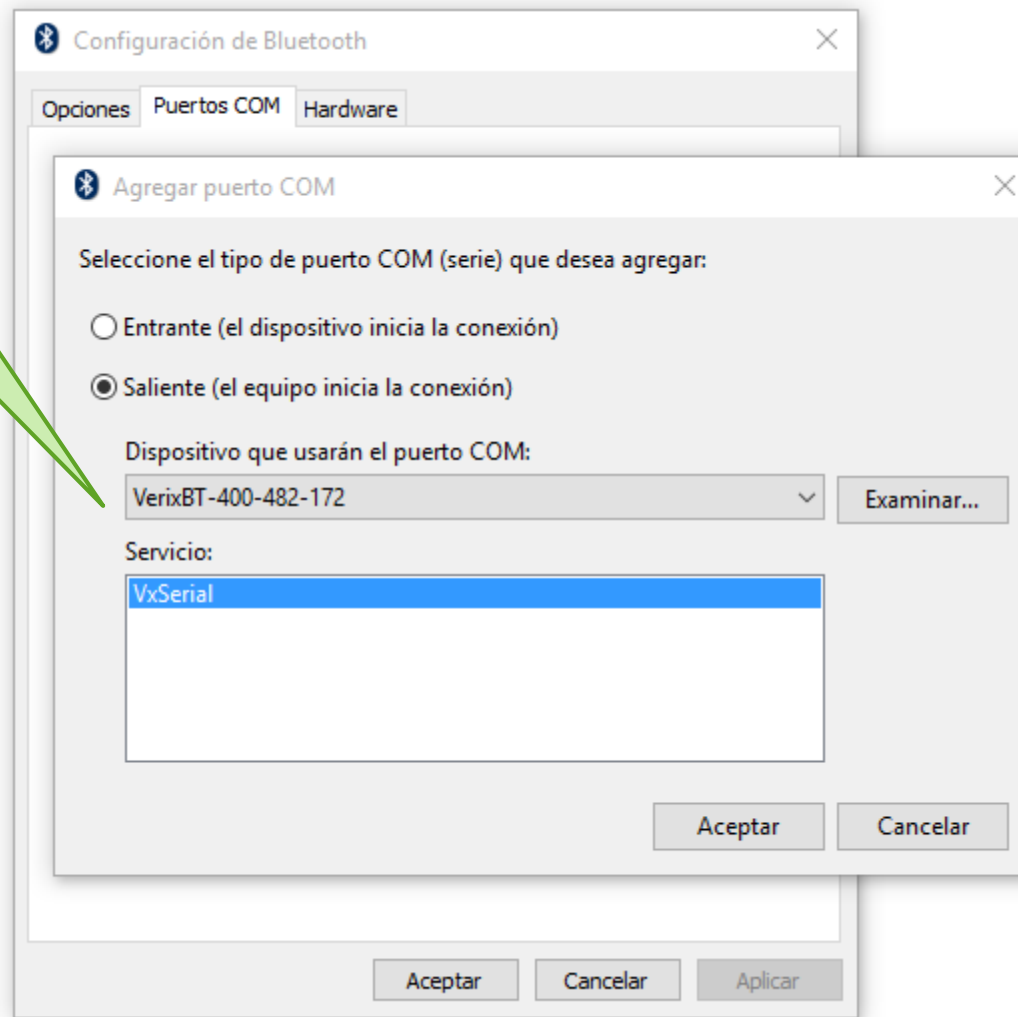 Configuración de Bluetooth
Opciones Puertos COM Hardware
Agregar puerto COM
Seleccione el tipo de puerto COM (serie) que desea agregar:
Entrante (el dispositivo inicia la conexión)
Saliente (el equipo inicia la conexión)
Dispositivo que usarán el puerto COM:
VerixBT-400-482-172 Examinar...
Servicio:
VxSerial
Aceptar Cancelar
Aceptar Cancelar Aplicar